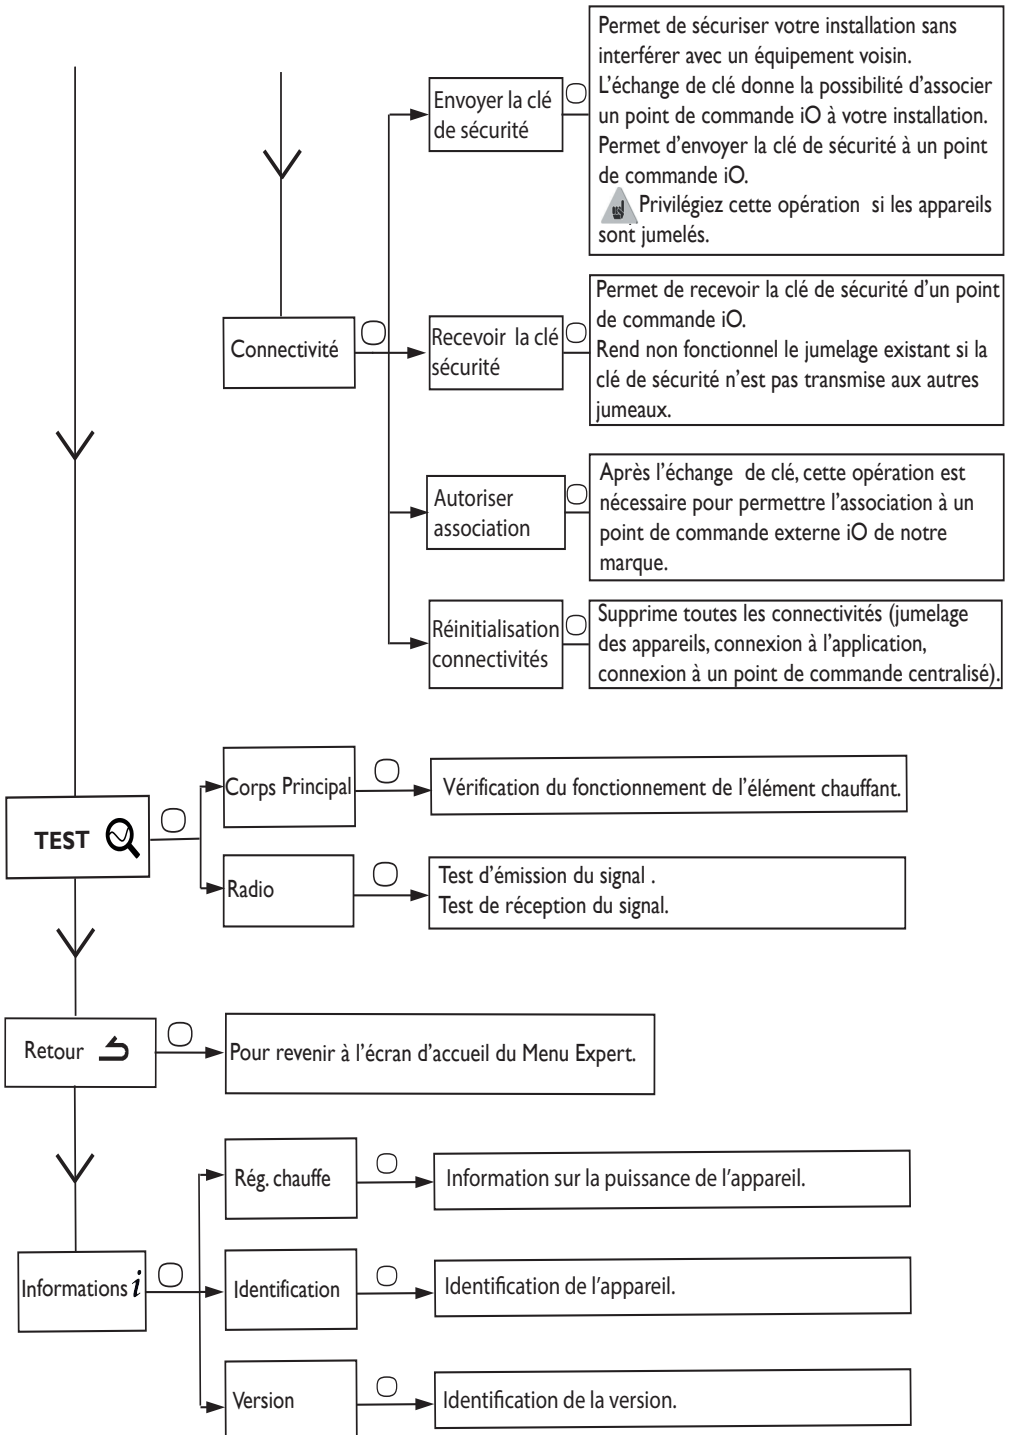 Permet de sécuriser votre installation sans
interférer avec un équipement voisin.
L'échange de clé donne la possibilité d'associer
un point de commande iO à votre installation.
Permet d'envoyer la clé de sécurité à un point
de commande iO.
Privilégiez cette opération si les appareils
sont jumelés.
Envoyer la clé
de sécurité
Connectivité
Recevoir la clé
sécurité
Permet de recevoir la clé de sécurité d'un point
de commande iO.
Rend non fonctionnel le jumelage existant si la
clé de sécurité n'est pas transmise aux autres
jumeaux.
Autoriser
association
Après l'échange de clé, cette opération est
nécessaire pour permettre l'association à un
point de commande externe iO de notre
marque.
Réinitialisation
connectivités
Supprime toutes les connectivités (jumelage
des appareils, connexion à l'application,
connexion à un point de commande centralisé).
TEST
Corps Principal
Vérification du fonctionnement de l'élément chauffant.
Radio
Test d'émission du signal .
Test de réception du signal.
Retour
Pour revenir à l'écran d'accueil du Menu Expert.
Informations i
Rég. chauffe
Information sur la puissance de l'appareil.
Identification
Identification de l'appareil.
Version
Identification de la version.